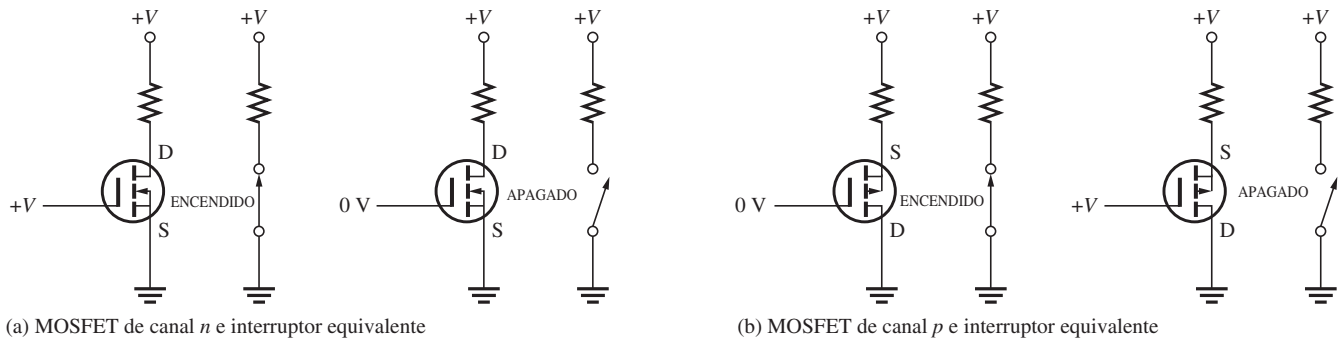 +V +V +V +V +V +V +V +V
D D S S
ENCENDIDO APAGADO ENCENDIDO APAGADO
+V 0 V 0 V +V
S S D D
(a) MOSFET de canal n e interruptor equivalente (b) MOSFET de canal p e interruptor equivalente